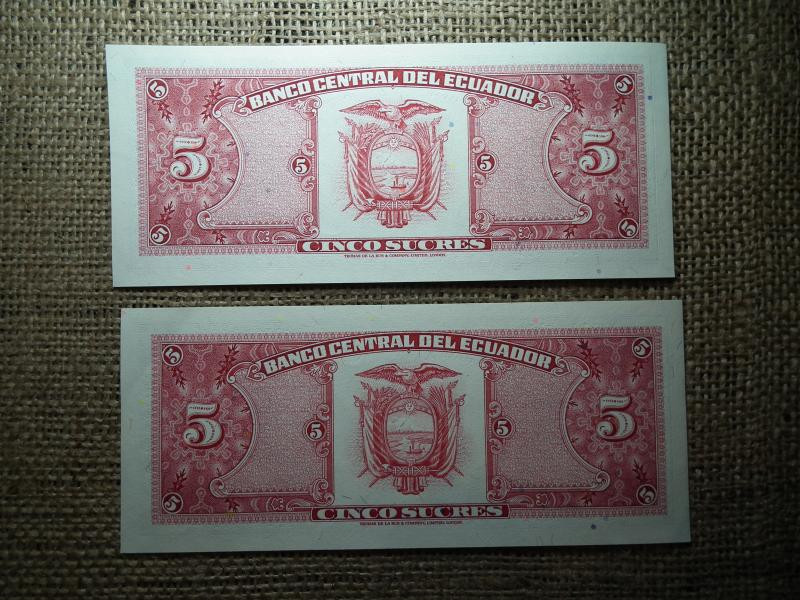 5 BANCO CENTRAL DEL ECUADOR 5
5 5 5 5
5 CINCO SUCRES 5
THOMAS DE LA RUE & COMPANY, LIMITED, LONDON.
5 BANCO CENTRAL DEL ECUADOR 5
5 5 5 5
5 CINCO SUCRES 5
THOMAS DE LA RUE & COMPANY, LIMITED, LONDON.